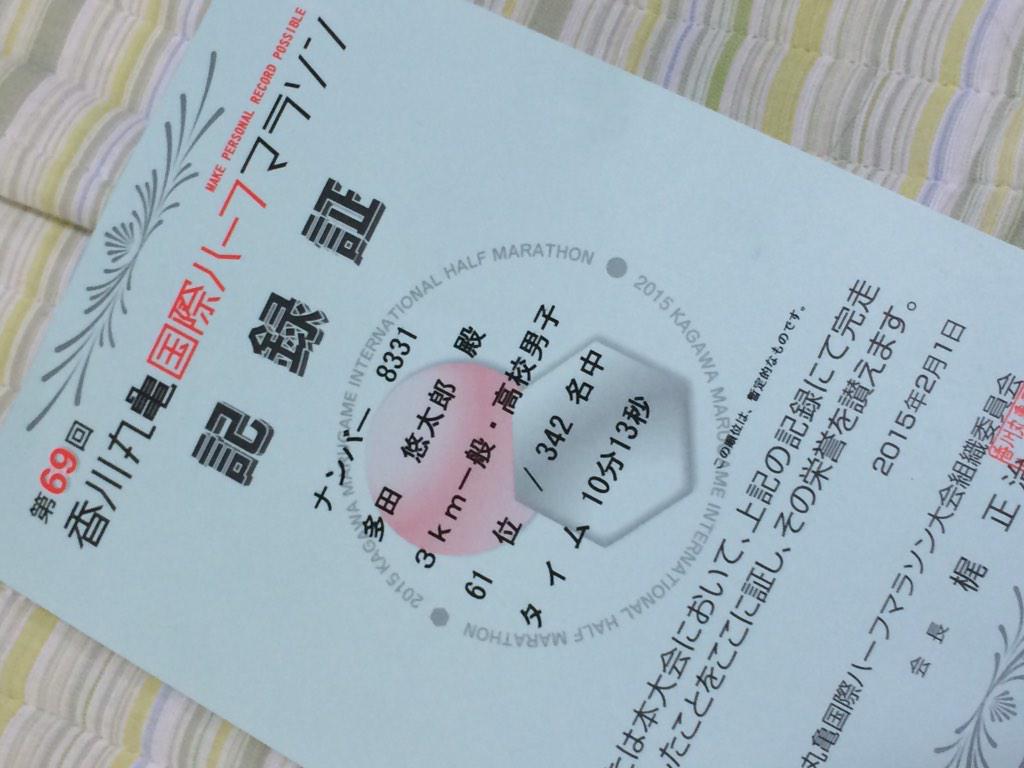 MAKE PERSONAL RECORD POSSIBLE
第69回
香川丸亀国際ハーフマラソン
記録証
2015 KAGAWA MARUGAME INTERNATIONAL HALF MARATHON
2015 KAGAWA MARUGAME INTERNATIONAL HALF MARATHON
ナンバー 8331
多田 悠太郎 殿
3km一般・高校男子
61 位 / 342 名中
タイム 10分13秒
の順位は、暫定的なものです。
は本大会において、上記の記録にて完走
たことをここに証し、その栄誉を讃えます。
2015年2月1日
丸亀国際ハーフマラソン大会組織委員会
会長 梶 正治